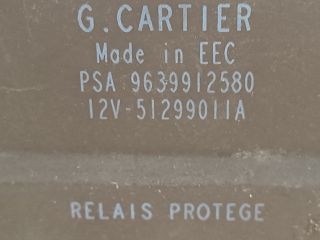 G.CARTIER
Made in EEC
PSA 9639912580
12V-51299011A
RELAIS PROTEGE